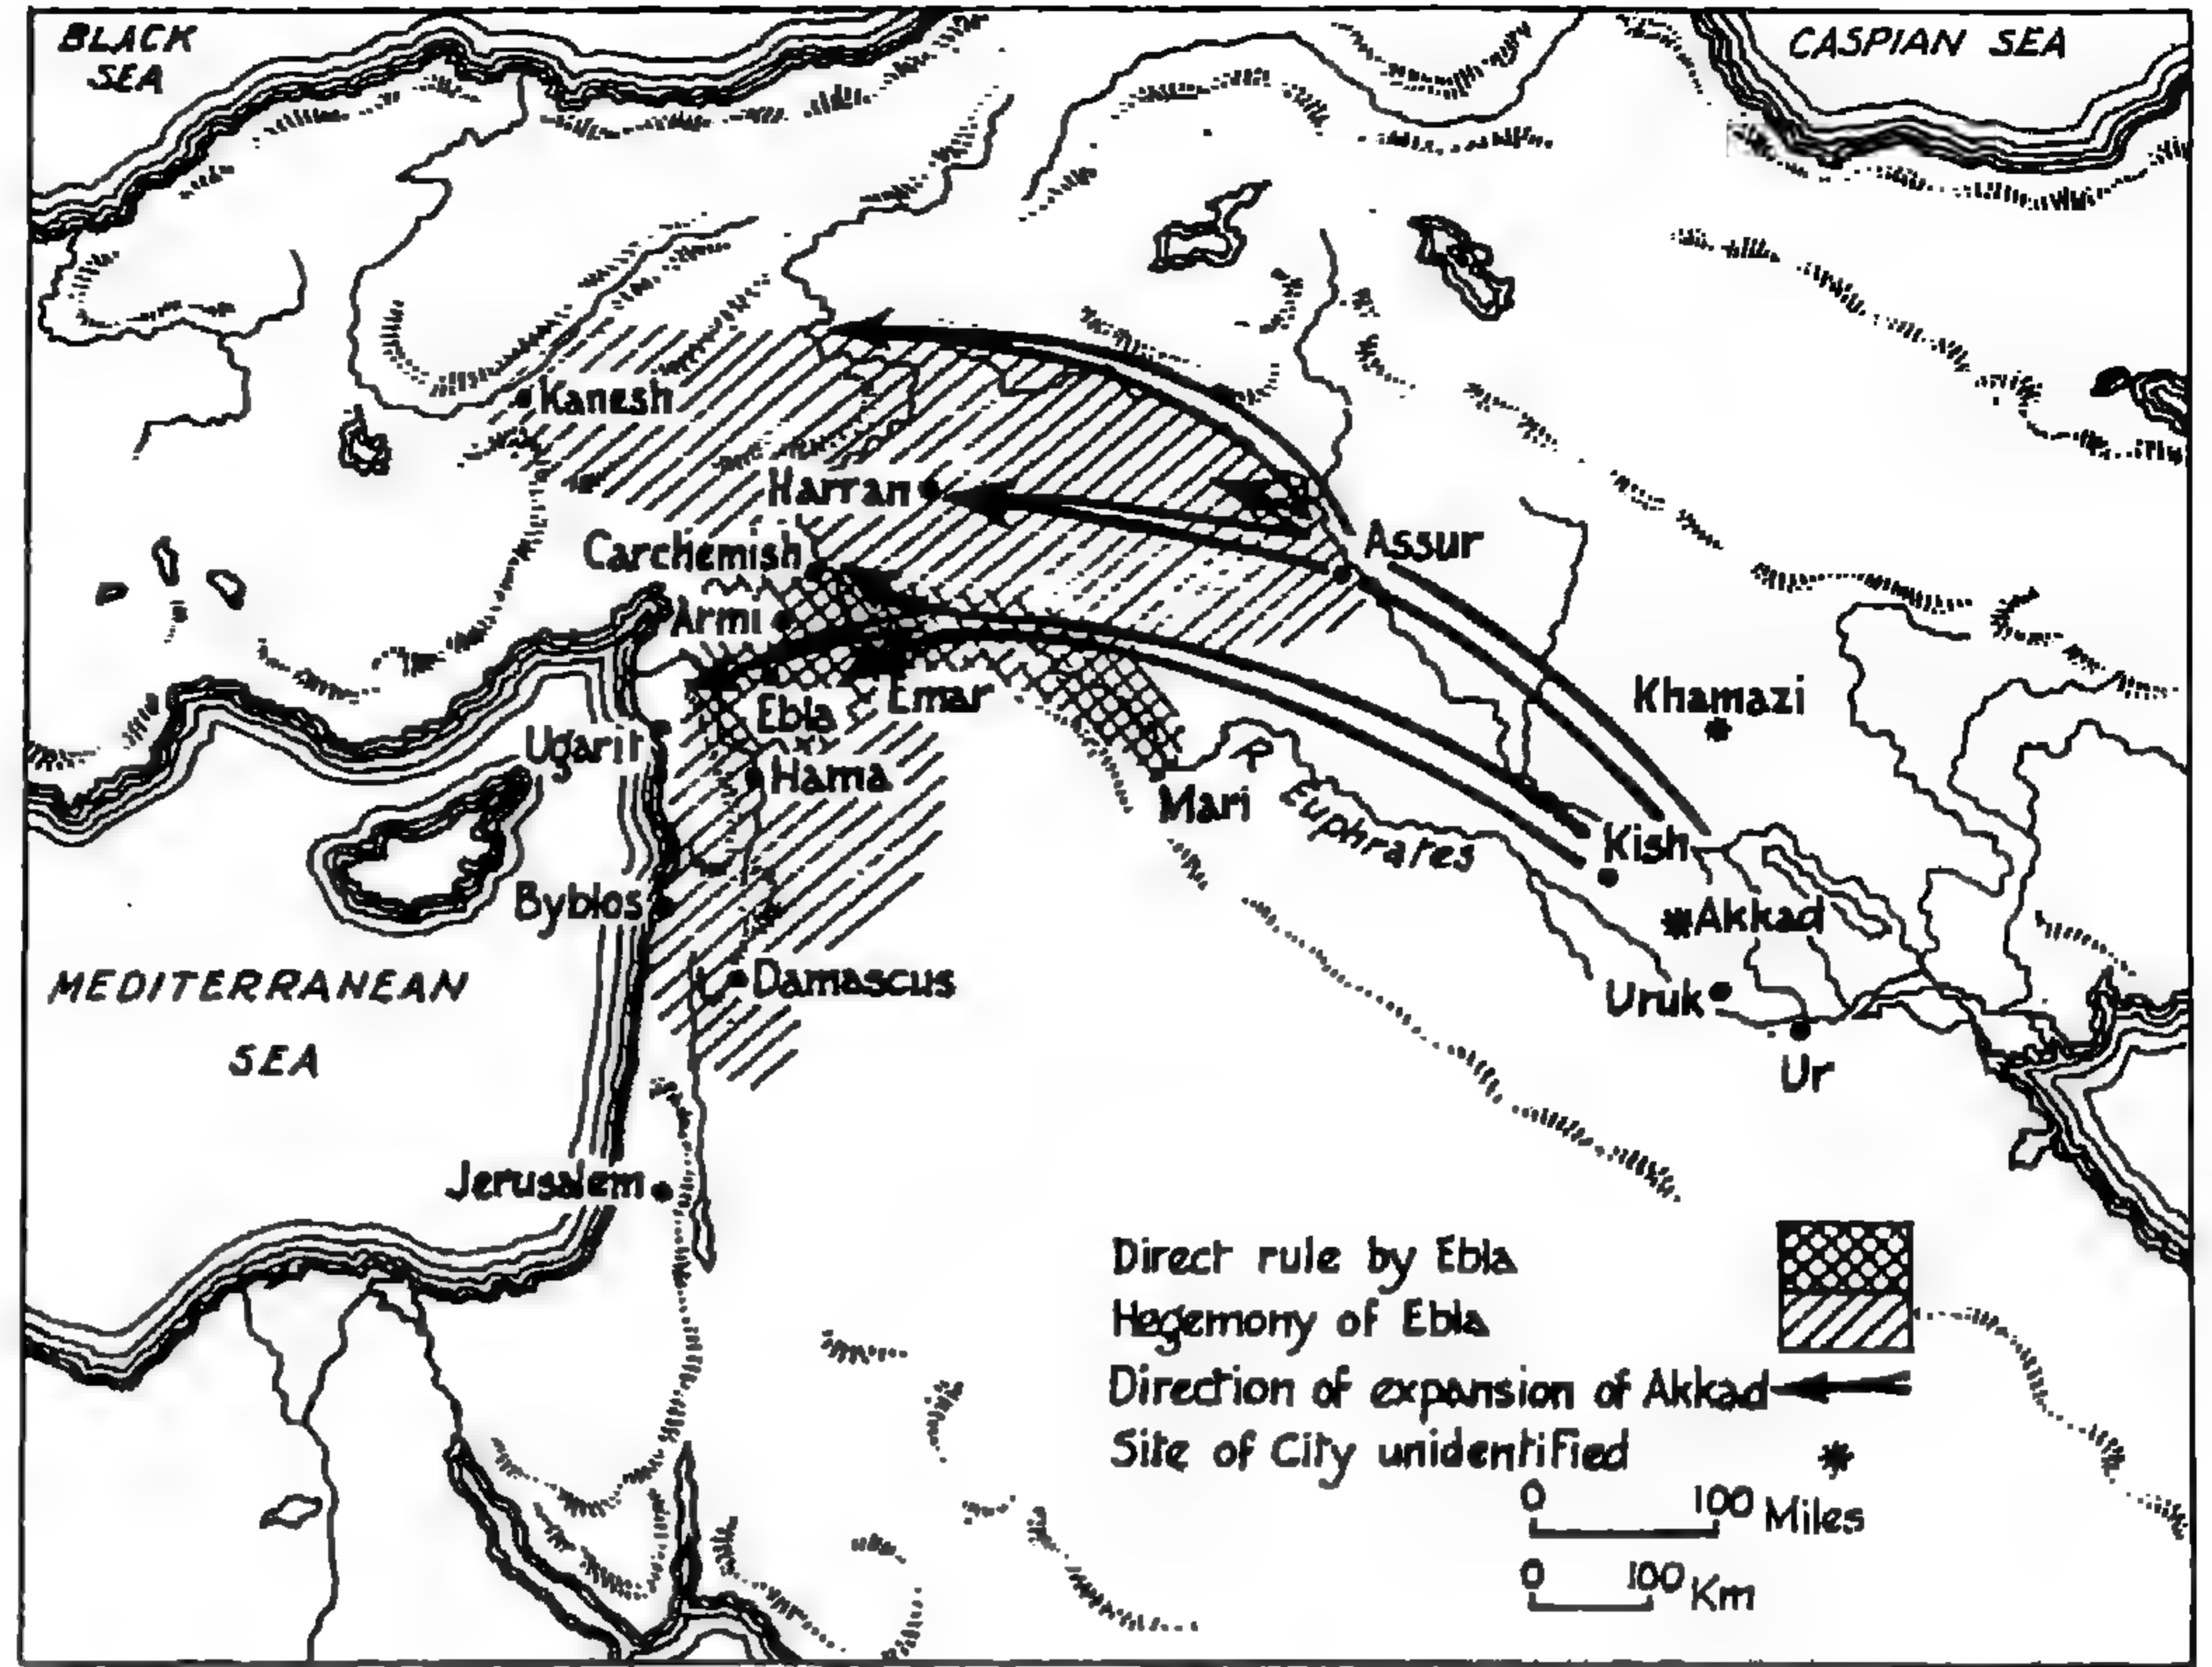 BLACK
SEA
CASPIAN SEA
Kanesh
Harran
Carchemish
Assur
Armi
Khamazi
Emar
Ebla
Ugarit
Hama
Mari
Euphrates
Kish
Byblos
Akkad
MEDITERRANEAN
SEA
Damascus
Uruk
Ur
Jerusalem
Direct rule by Ebla
Hegemony of Ebla
Direction of expansion of Akkad
Site of City unidentified
0 100 Miles
0 100 Km